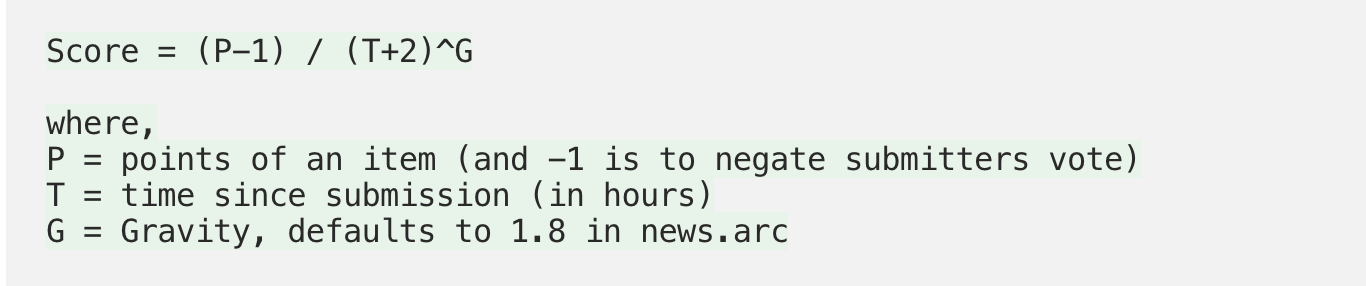 Score = (P-1) / (T+2)^G
where,
P = points of an item (and -1 is to negate submitters vote)
T = time since submission (in hours)
G = Gravity, defaults to 1.8 in news.arc